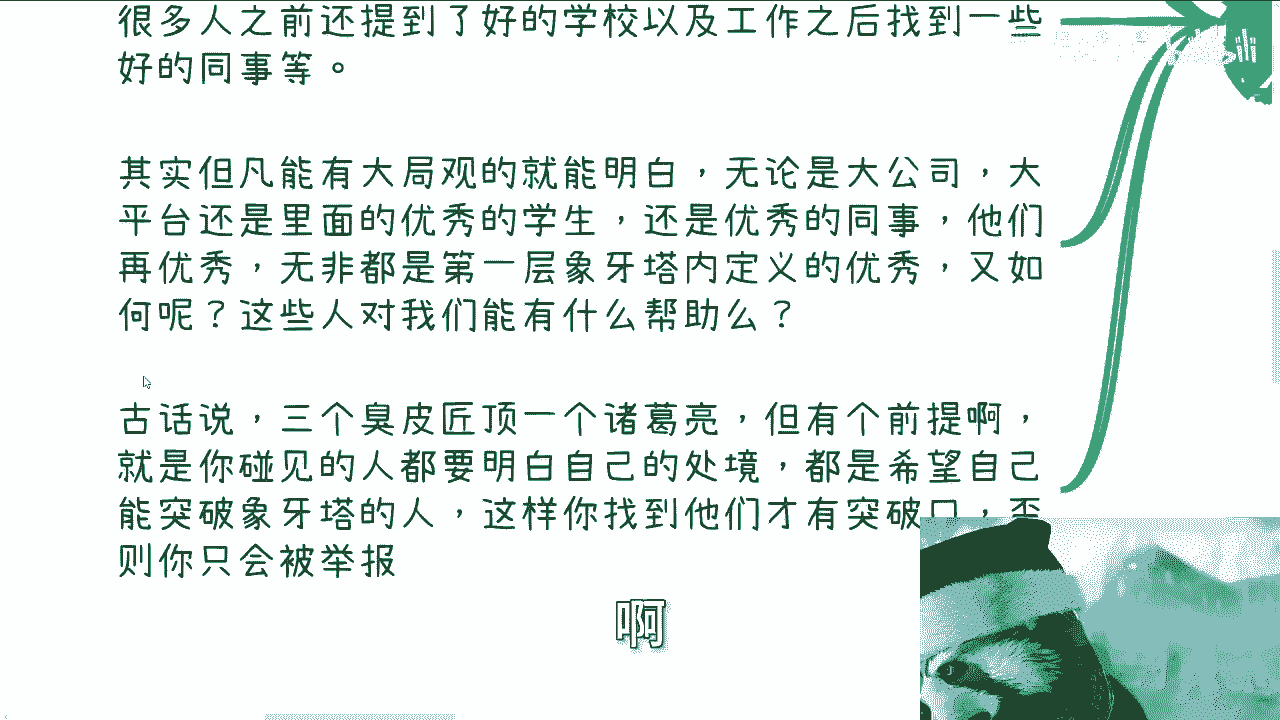 很多人之前还提到了好的学校以及工作之后找到一些
好的同事等。
其实但凡能有大局观的就能明白，无论是大公司，大
平台还是里面的优秀的学生，还是优秀的同事，他们
再优秀，无非都是第一层象牙塔内定义的优秀，又如
何呢？这些人对我们能有什么帮助么？
古话说，三个臭皮匠顶一个诸葛亮，但有个前提啊，
就是你碰见的人都要明白自己的处境，都是希望自己
能突破象牙塔的人，这样你找到他们才有突破口，否
则你只会被举报
啊